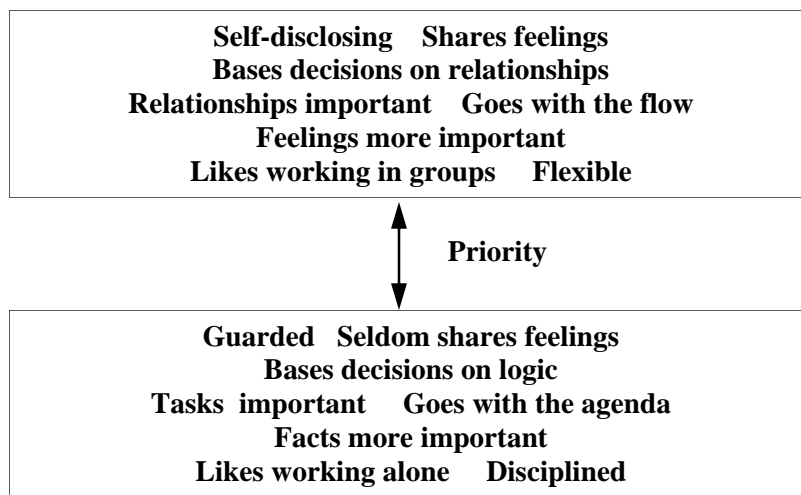 Self-disclosing Shares feelings
Bases decisions on relationships
Relationships important Goes with the flow
Feelings more important
Likes working in groups Flexible
Priority
Guarded Seldom shares feelings
Bases decisions on logic
Tasks important Goes with the agenda
Facts more important
Likes working alone Disciplined